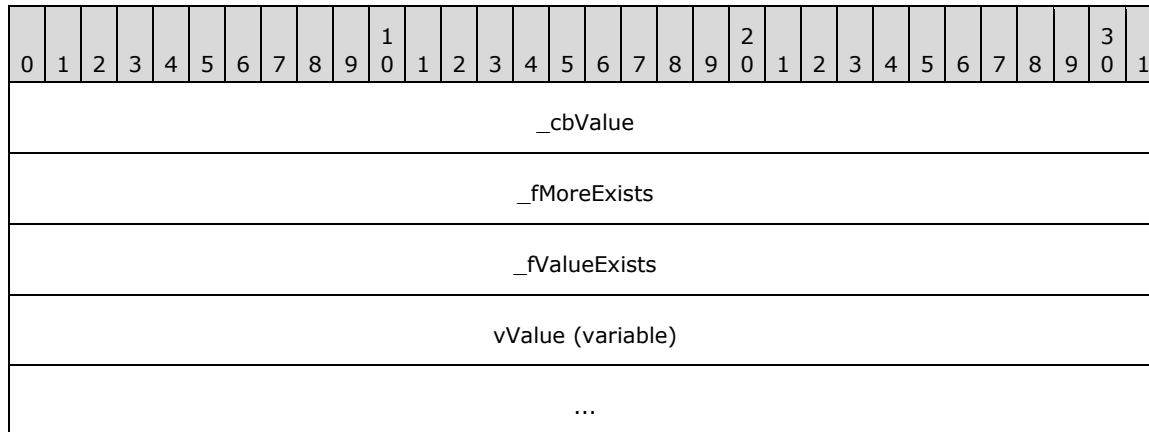 1 2 3
0 1 2 3 4 5 6 7 8 9 0 1 2 3 4 5 6 7 8 9 0 1 2 3 4 5 6 7 8 9 0 1
_cbValue
_fMoreExists
_fValueExists
vValue (variable)
...